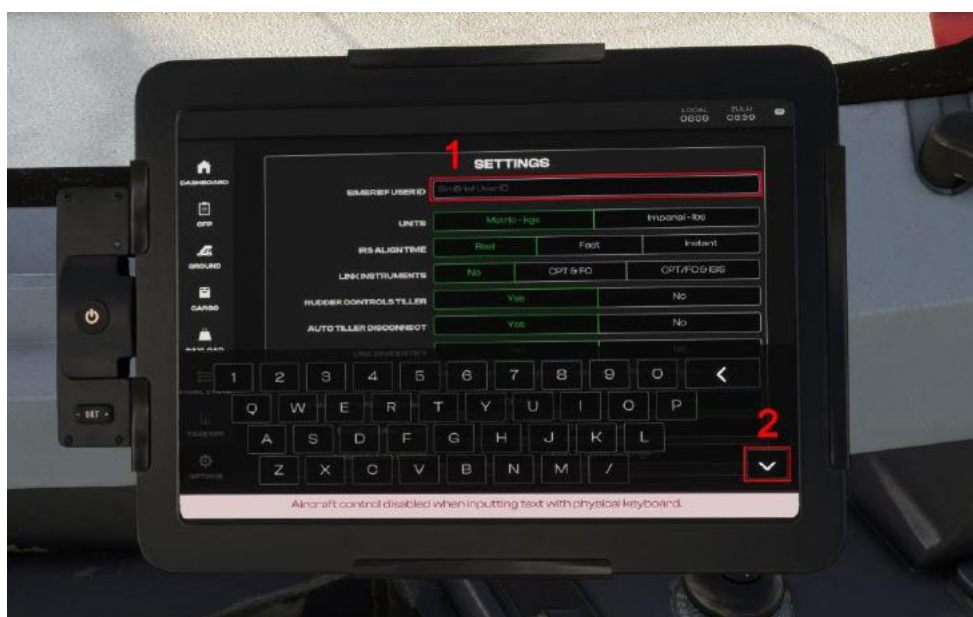 LOCAL ZULU
0839 0839
1
SETTINGS
DASHBOARD
SIMBRIEF USER ID SimBrief User ID
OFP
UNITS Metric - kgs Imperial - lbs
IRS ALIGN TIME Real Fast Instant
GROUND
LINK INSTRUMENTS No CPT & FO CPT/FO & ISIS
CARGO
RUDDER CONTROLS TILLER Yes No
AUTO TILLER DISCONNECT Yes No
PAYLOAD
1 2 3 4 5 6 7 8 9 0
Q W E R T Y U I O P
BRT
TAKEOFF
2
A S D F G H J K L
Z X C V B N M /
OPTIONS
Aircraft control disabled when inputting text with physical keyboard.